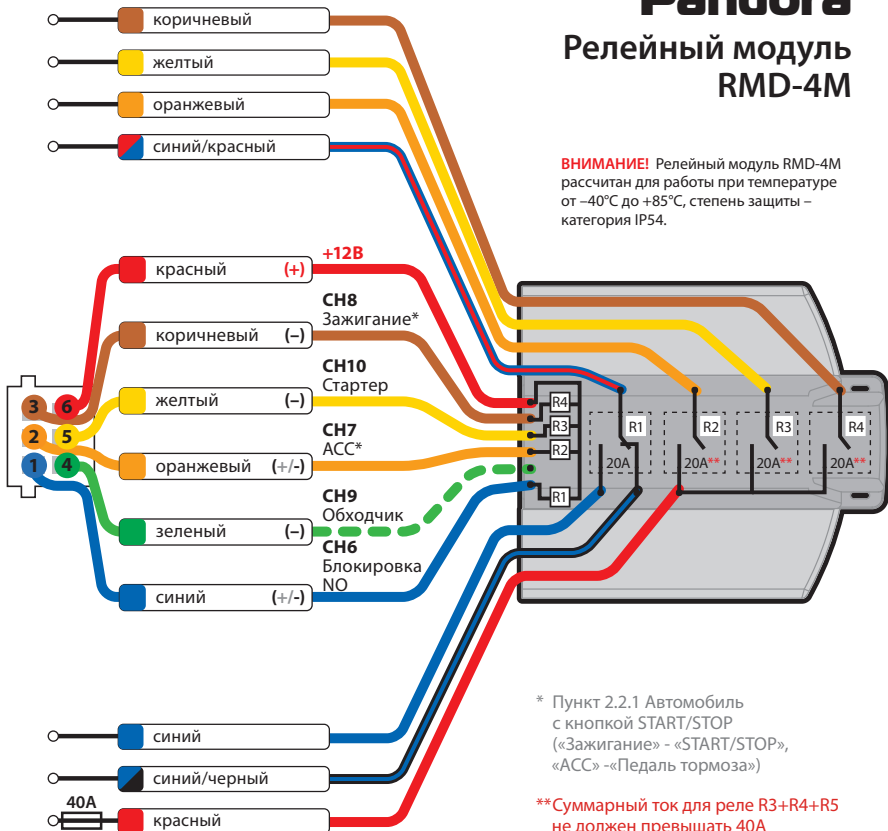 Pandora
Релейный модуль
RMD-4M
коричневый
желтый
оранжевый
синий/красный
ВНИМАНИЕ! Релейный модуль RMD-4M
рассчитан для работы при температуре
от –40°C до +85°C, степень защиты –
категория IP54.
красный (+)
+12В
коричневый (–)
CH8
Зажигание*
желтый (–)
CH10
Стартер
оранжевый (+/-)
CH7
ACC*
зеленый (–)
CH9
Обходчик
синий (+/-)
CH6
Блокировка
NO
3 6
2 5
1 4
R4
R3
R2
R1
R1 R2 R3 R4
20A 20A** 20A** 20A**
синий
синий/черный
40A
красный
* Пункт 2.2.1 Автомобиль
с кнопкой START/STOP
(«Зажигание» - «START/STOP»,
«ACC» -«Педаль тормоза»)
**Суммарный ток для реле R3+R4+R5
не должен превышать 40А